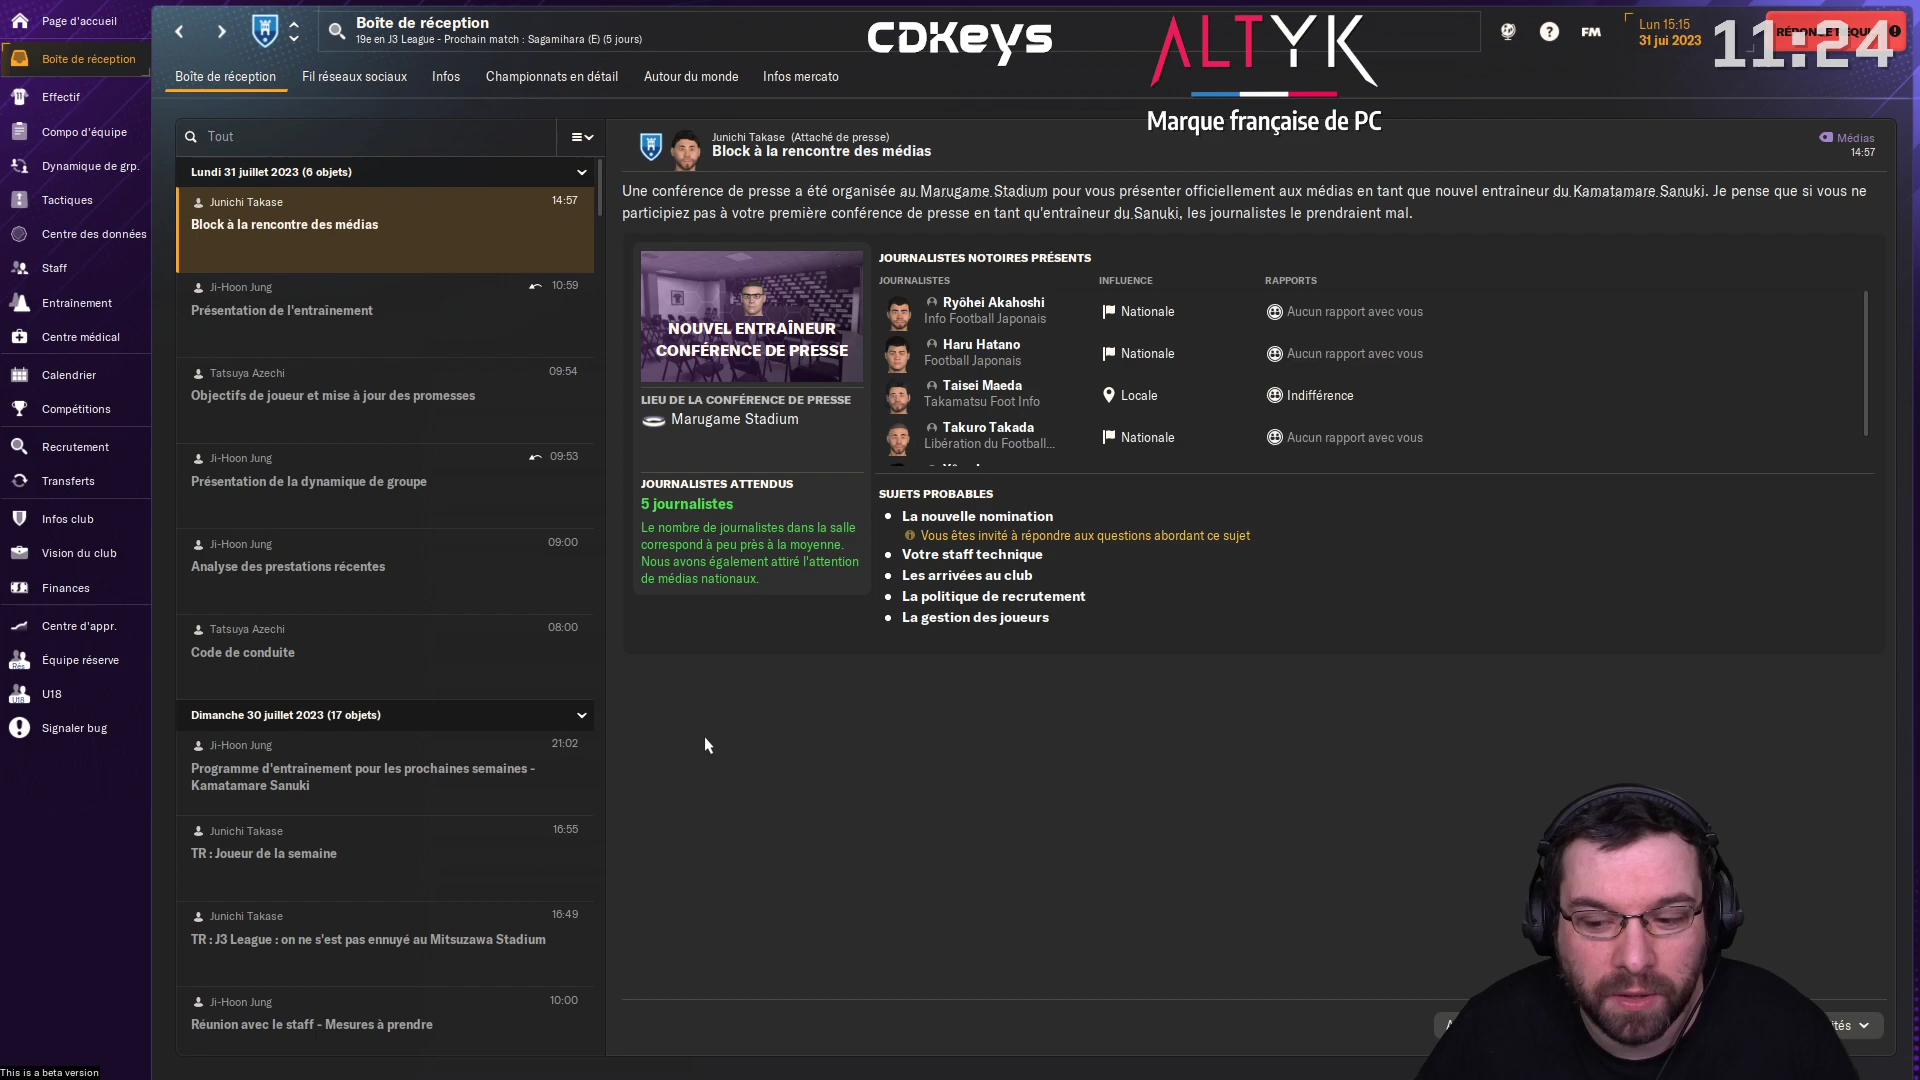 Page d'accueil
Boîte de réception
Effectif
Compo d'équipe
Dynamique de grp.
Tactiques
Centre des données
Staff
Entraînement
Centre médical
Calendrier
Compétitions
Recrutement
Transferts
Infos club
Vision du club
Finances
Centre d'appr.
Équipe réserve
U18
Signaler bug
This is a beta version
Boîte de réception
19e en J3 League - Prochain match : Sagamihara (E) (5 jours)
CDKeys
ALTYK
Marque française de PC
FM
Lun 15:15
31 jui 2023
11:24
Boîte de réception
Fil réseaux sociaux
Infos
Championnats en détail
Autour du monde
Infos mercato
Tout
Lundi 31 juillet 2023 (6 objets)
Junichi Takase 14:57
Block à la rencontre des médias
Ji-Hoon Jung 10:59
Présentation de l'entraînement
Tatsuya Azechi 09:54
Objectifs de joueur et mise à jour des promesses
Ji-Hoon Jung 09:53
Présentation de la dynamique de groupe
Ji-Hoon Jung 09:00
Analyse des prestations récentes
Tatsuya Azechi 08:00
Code de conduite
Dimanche 30 juillet 2023 (17 objets)
Ji-Hoon Jung 21:02
Programme d'entrainement pour les prochaines semaines -
Kamatamare Sanuki
Junichi Takase 16:55
TR : Joueur de la semaine
Junichi Takase 16:49
TR : J3 League : on ne s'est pas ennuyé au Mitsuzawa Stadium
Ji-Hoon Jung 10:00
Réunion avec le staff - Mesures à prendre
Junichi Takase (Attaché de presse)
Block à la rencontre des médias
Médias
14:57
Une conférence de presse a été organisée au Marugame Stadium pour vous présenter officiellement aux médias en tant que nouvel entraîneur du Kamatamare Sanuki. Je pense que si vous ne
participiez pas à votre première conférence de presse en tant qu'entraîneur du Sanuki, les journalistes le prendraient mal.
NOUVEL ENTRAÎNEUR
CONFÉRENCE DE PRESSE
LIEU DE LA CONFÉRENCE DE PRESSE
Marugame Stadium
JOURNALISTES ATTENDUS
5 journalistes
Le nombre de journalistes dans la salle
correspond à peu près à la moyenne.
Nous avons également attiré l'attention
de médias nationaux.
JOURNALISTES NOTOIRES PRÉSENTS
JOURNALISTES INFLUENCE RAPPORTS
Ryôhei Akahoshi
Info Football Japonais
Nationale
Aucun rapport avec vous
Haru Hatano
Football Japonais
Nationale
Aucun rapport avec vous
Taisei Maeda
Takamatsu Foot Info
Locale
Indifférence
Takuro Takada
Libération du Football...
Nationale
Aucun rapport avec vous
SUJETS PROBABLES
La nouvelle nomination
Vous êtes invité à répondre aux questions abordant ce sujet
Votre staff technique
Les arrivées au club
La politique de recrutement
La gestion des joueurs